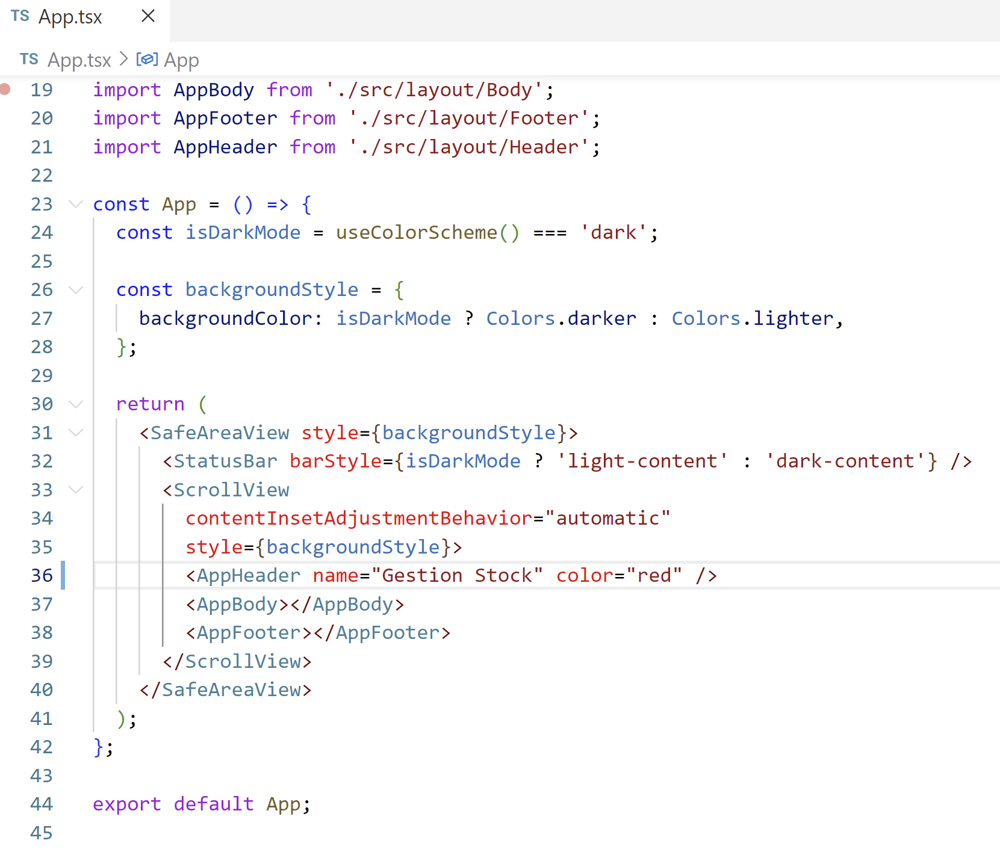 TS App.tsx
TS App.tsx > App
19 import AppBody from './src/layout/Body';
20 import AppFooter from './src/layout/Footer';
21 import AppHeader from './src/layout/Header';
22
23 const App = () => {
24   const isDarkMode = useColorScheme() === 'dark';
25
26   const backgroundStyle = {
27     backgroundColor: isDarkMode ? Colors.darker : Colors.lighter,
28   };
29
30   return (
31     <SafeAreaView style={backgroundStyle}>
32       <StatusBar barStyle={isDarkMode ? 'light-content' : 'dark-content'} />
33       <ScrollView
34         contentInsetAdjustmentBehavior="automatic"
35         style={backgroundStyle}>
36         <AppHeader name="Gestion Stock" color="red" />
37         <AppBody></AppBody>
38         <AppFooter></AppFooter>
39       </ScrollView>
40     </SafeAreaView>
41   );
42 };
43
44 export default App;
45